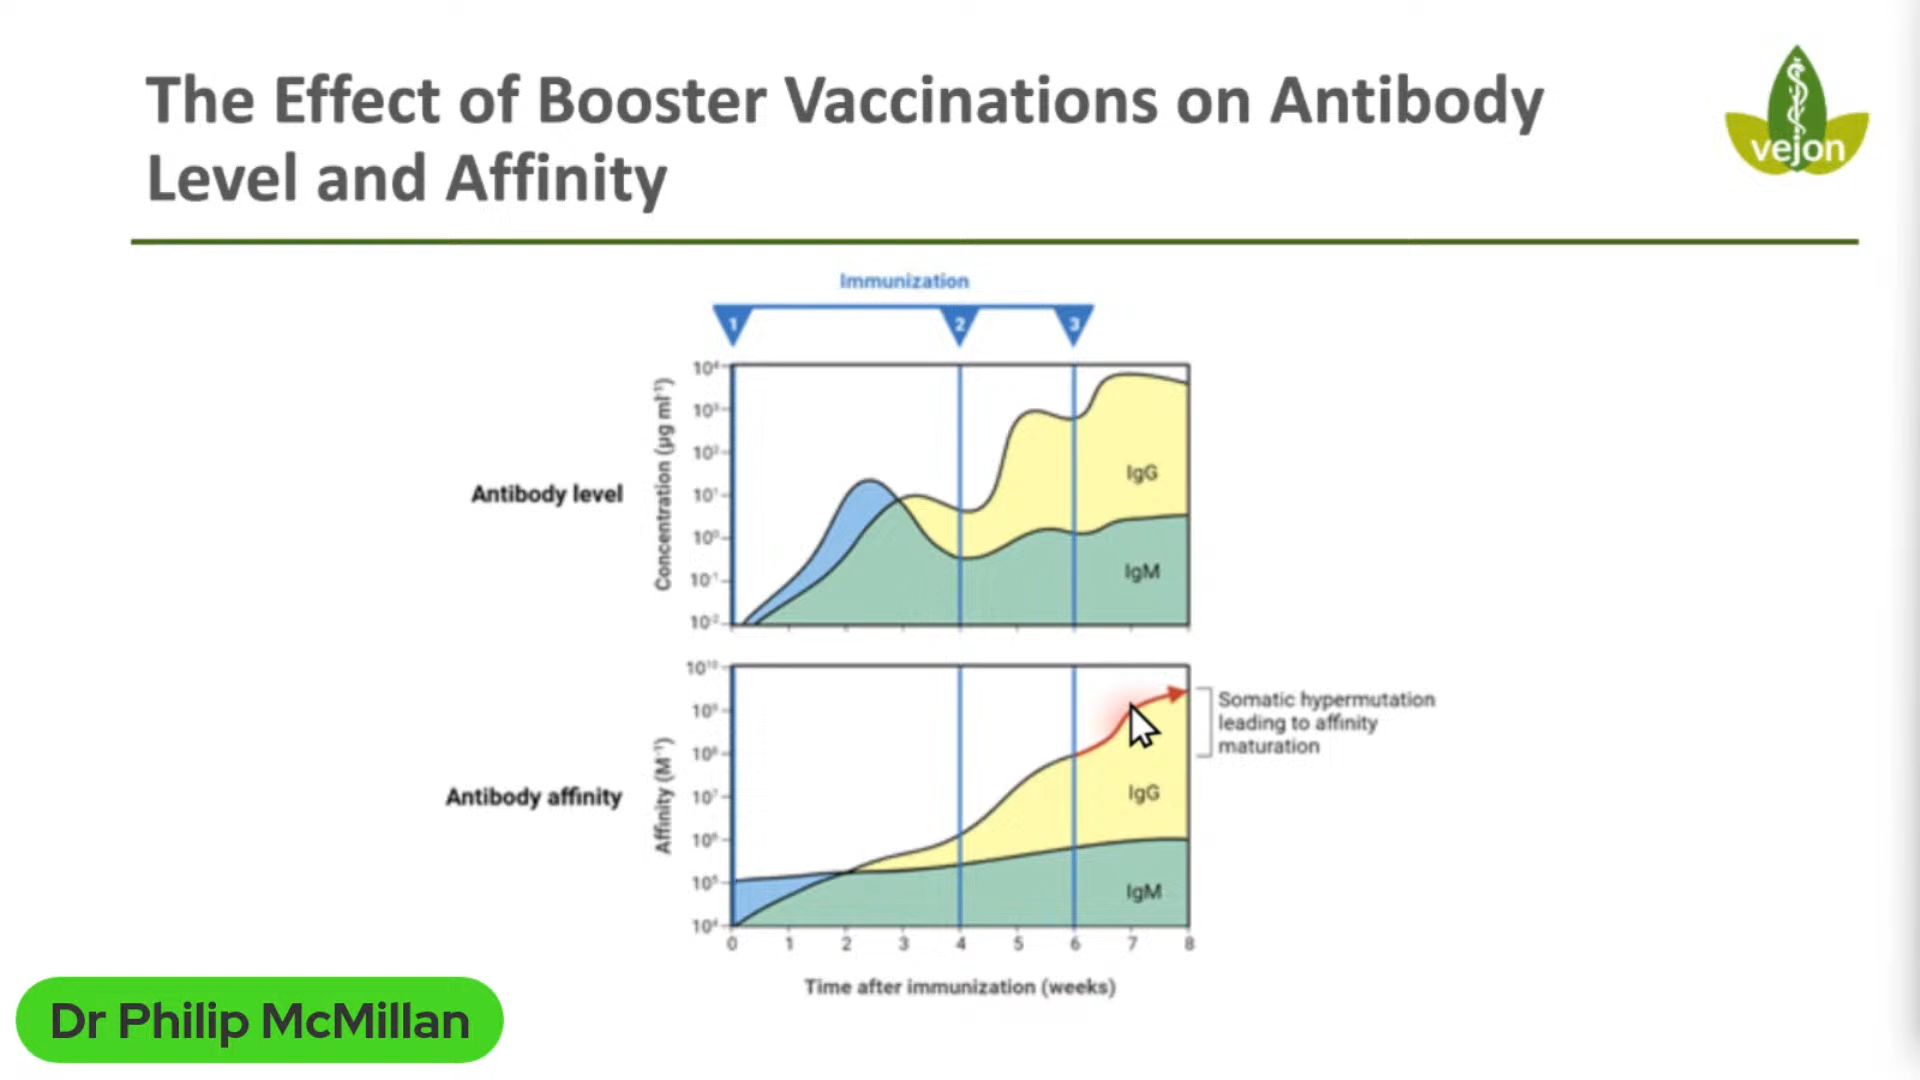 The Effect of Booster Vaccinations on Antibody
Level and Affinity
vejon
Immunization
1 2 3
Antibody level
Concentration (µg ml⁻¹)
10⁴
10³
10²
10¹
10⁰
10⁻¹
10⁻²
IgG
IgM
Antibody affinity
Affinity (M⁻¹)
10¹⁰
10⁹
10⁸
10⁷
10⁶
10⁵
10⁴
IgG
IgM
Somatic hypermutation
leading to affinity
maturation
0 1 2 3 4 5 6 7 8
Time after immunization (weeks)
Dr Philip McMillan